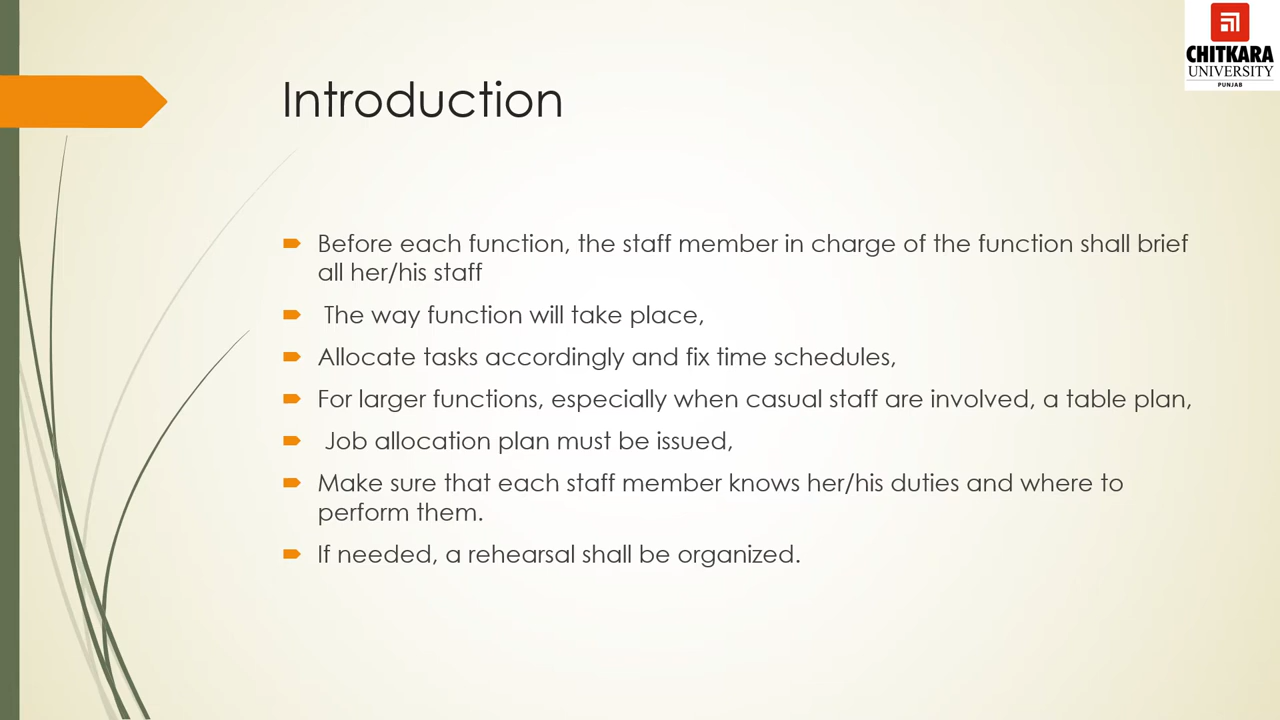 CHITKARA
UNIVERSITY
PUNJAB
Introduction
Before each function, the staff member in charge of the function shall brief
all her/his staff
The way function will take place,
Allocate tasks accordingly and fix time schedules,
For larger functions, especially when casual staff are involved, a table plan,
Job allocation plan must be issued,
Make sure that each staff member knows her/his duties and where to
perform them.
If needed, a rehearsal shall be organized.